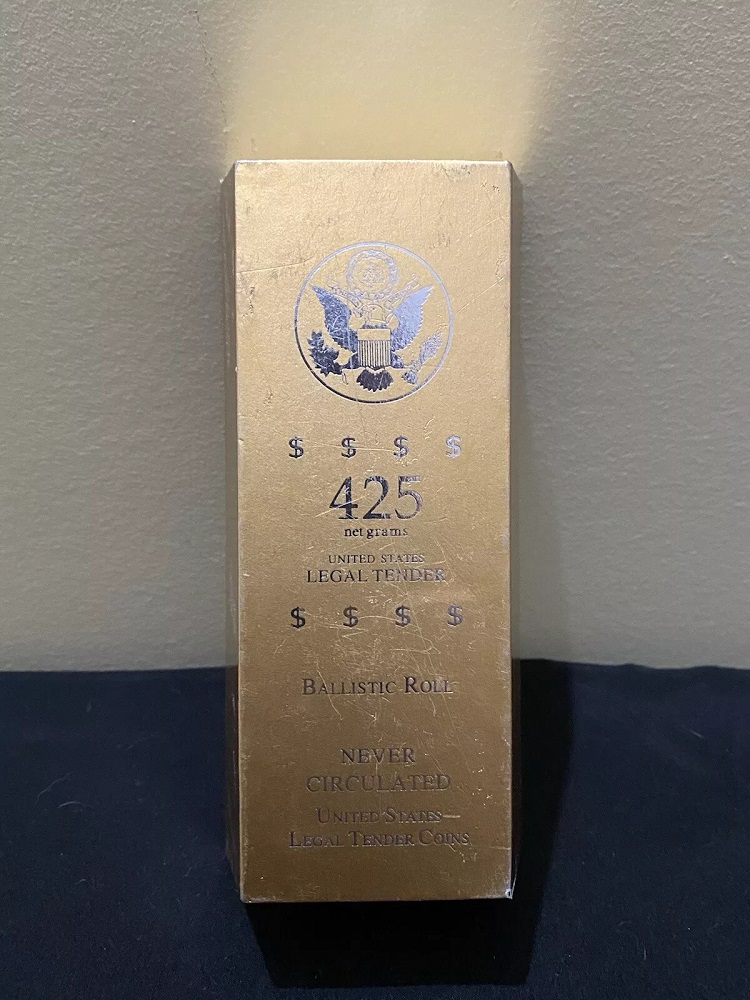 $ $ $ $
425
net grams
UNITED STATES
LEGAL TENDER
$ $ $ $
BALLISTIC ROLL
NEVER
CIRCULATED
UNITED STATES
LEGAL TENDER COINS